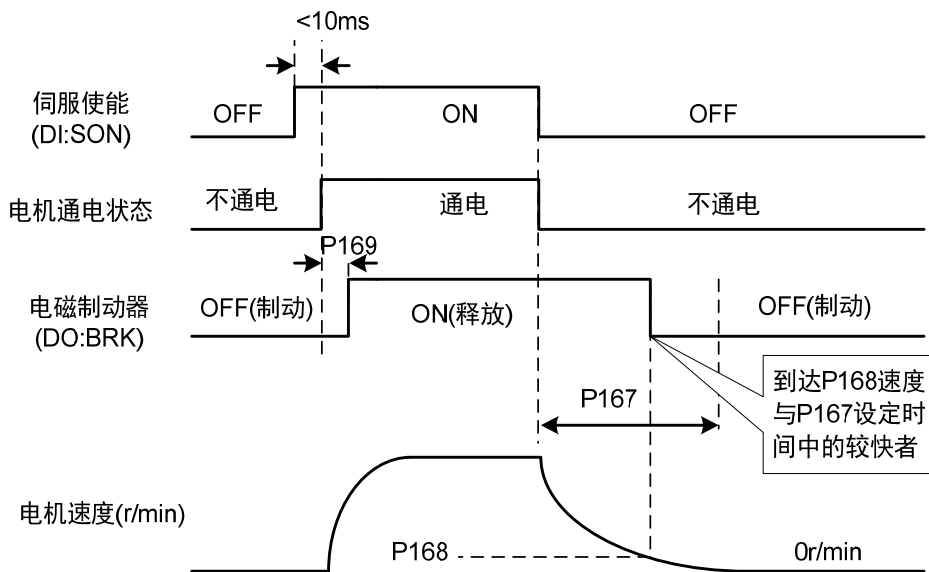 <10ms
伺服使能
(DI:SON)
OFF
ON
OFF
电机通电状态
不通电
通电
不通电
P169
电磁制动器
(DO:BRK)
OFF(制动)
ON(释放)
OFF(制动)
到达P168速度
与P167设定时
间中的较快者
P167
电机速度(r/min)
P168
0r/min